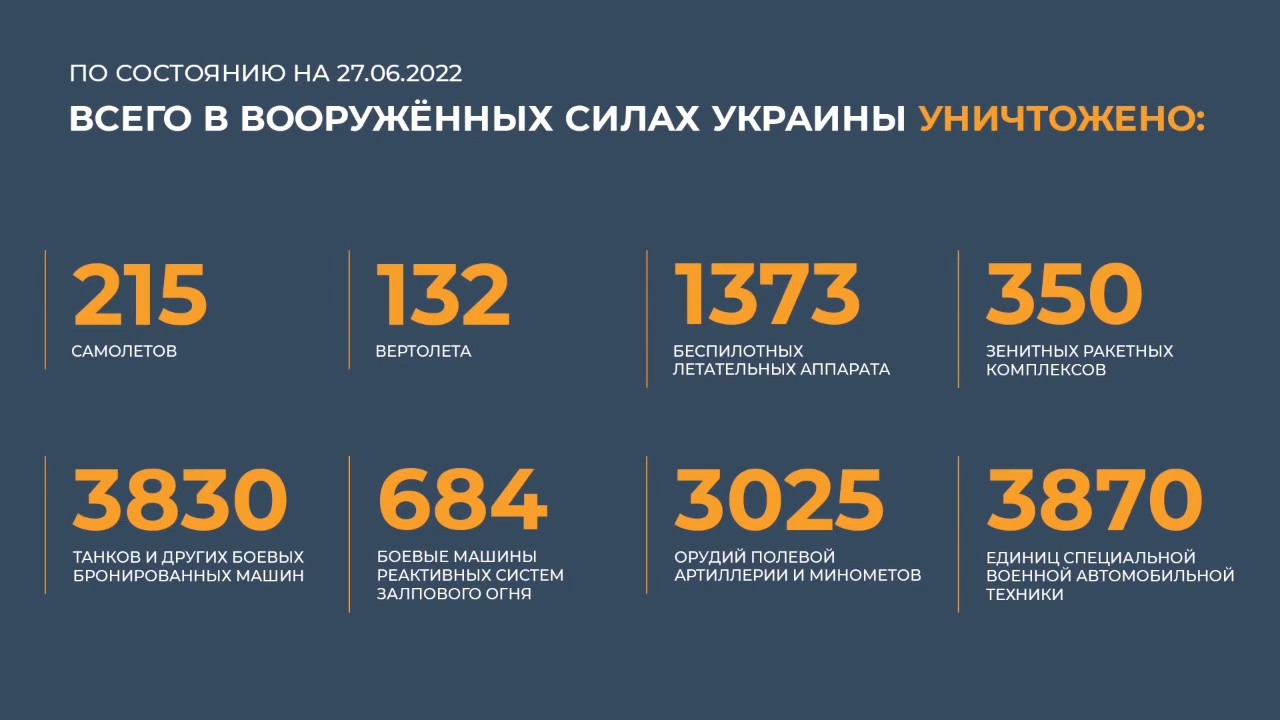 ПО СОСТОЯНИЮ НА 27.06.2022
ВСЕГО В ВООРУЖЁННЫХ СИЛАХ УКРАИНЫ УНИЧТОЖЕНО:
215
САМОЛЕТОВ
132
ВЕРТОЛЕТА
1373
БЕСПИЛОТНЫХ
ЛЕТАТЕЛЬНЫХ АППАРАТА
350
ЗЕНИТНЫХ РАКЕТНЫХ
КОМПЛЕКСОВ
3830
ТАНКОВ И ДРУГИХ БОЕВЫХ
БРОНИРОВАННЫХ МАШИН
684
БОЕВЫЕ МАШИНЫ
РЕАКТИВНЫХ СИСТЕМ
ЗАЛПОВОГО ОГНЯ
3025
ОРУДИЙ ПОЛЕВОЙ
АРТИЛЛЕРИИ И МИНОМЕТОВ
3870
ЕДИНИЦ СПЕЦИАЛЬНОЙ
ВОЕННОЙ АВТОМОБИЛЬНОЙ
ТЕХНИКИ